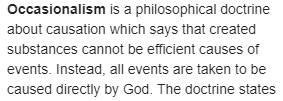 Occasionalism is a philosophical doctrine
about causation which says that created
substances cannot be efficient causes of
events. Instead, all events are taken to be
caused directly by God. The doctrine states